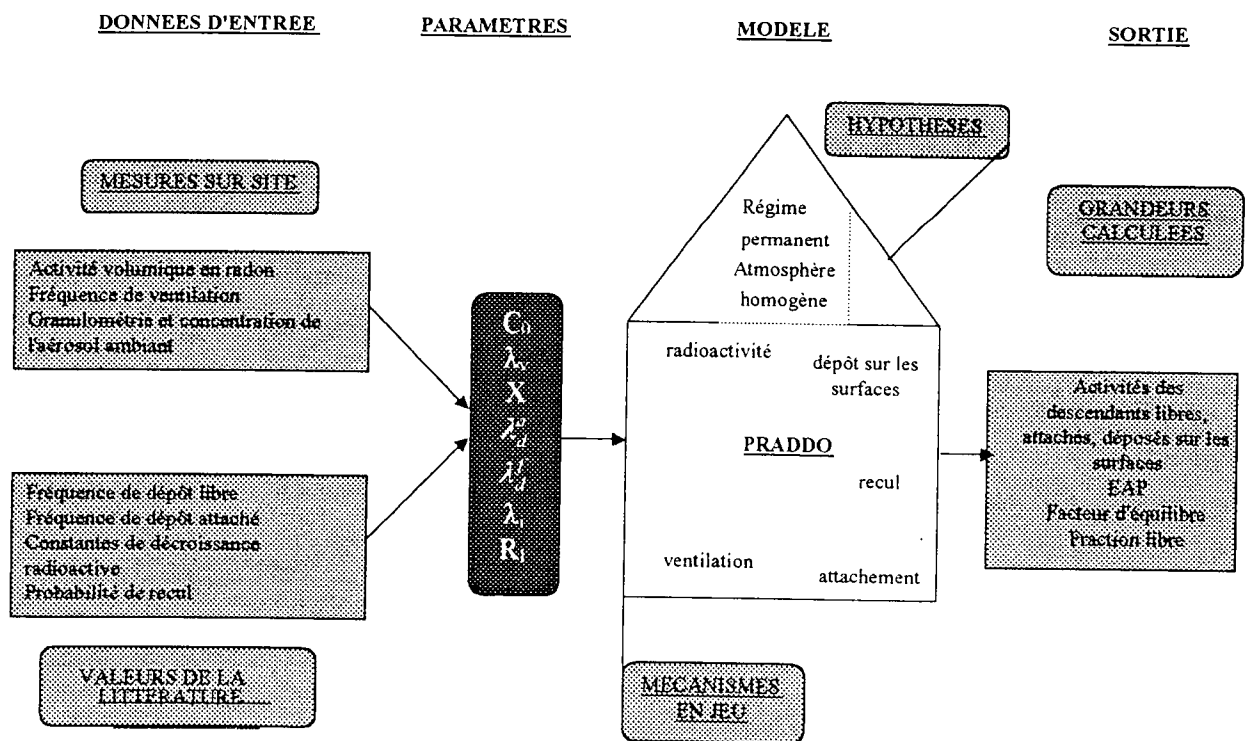 DONNEES D'ENTREE
PARAMETRES
MODELE
SORTIE
HYPOTHESES
MESURES SUR SITE
GRANDEURS
CALCULEES
Activité volumique en radon
Fréquence de ventilation
Granulométrie et concentration de
l'aérosol ambiant
Fréquence de dépôt libre
Fréquence de dépôt attaché
Constantes de décroissance
radioactive
Probabilité de recul
VALEURS DE LA
LITTERATURE
C₀
λᵥ
X
λ_d^a
λ_d^f
λᵢ
Rᵢ
Régime
permanent
Atmosphère
homogène
radioactivité
dépôt sur les
surfaces
PRADDO
recul
ventilation
attachement
MECANISMES
EN JEU
Activités des
descendants libres,
attachés, déposés sur les
surfaces
EAP
Facteur d'équilibre
Fraction libre